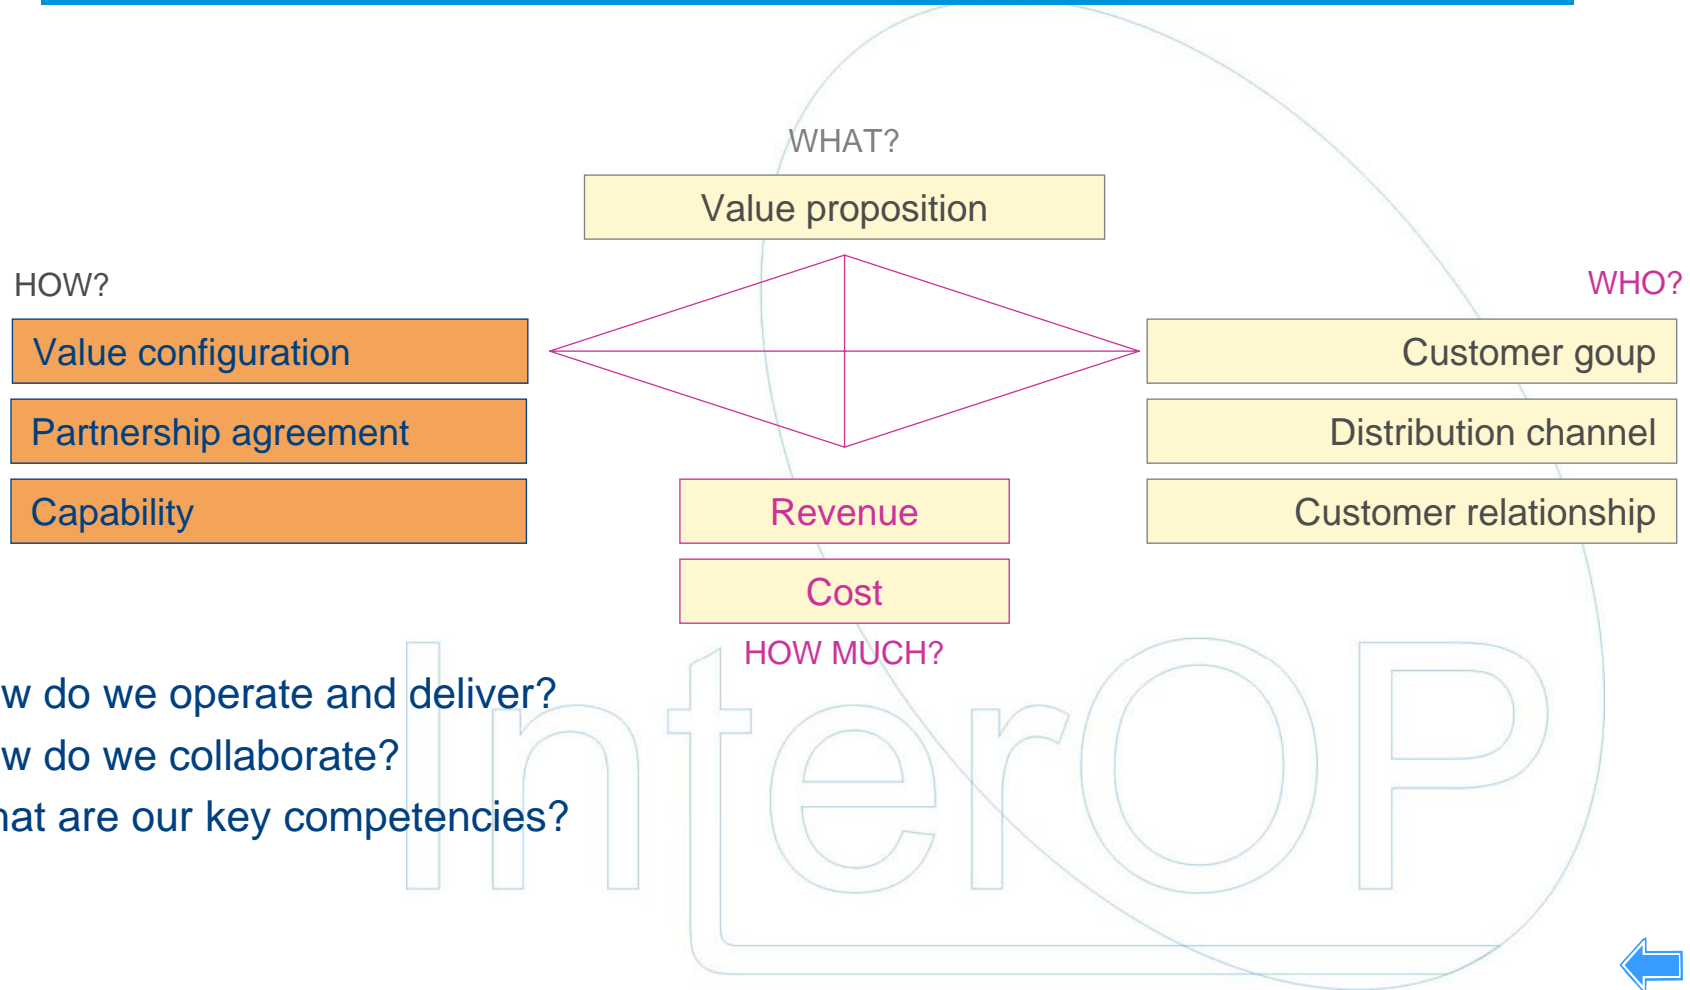 WHAT?
Value proposition
HOW?
WHO?
Value configuration
Customer goup
Partnership agreement
Distribution channel
Capability
Revenue
Customer relationship
Cost
HOW MUCH?
w do we operate and deliver?
w do we collaborate?
at are our key competencies?
InterOP